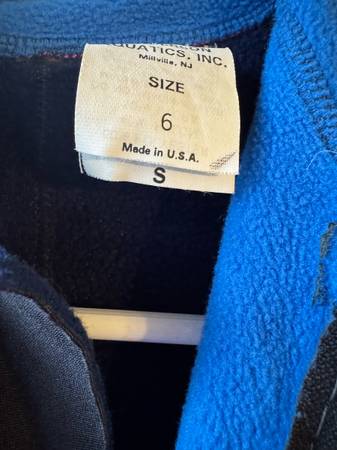 QUATICS, INC.
Millville, NJ
SIZE
6
Made in U.S.A.
S